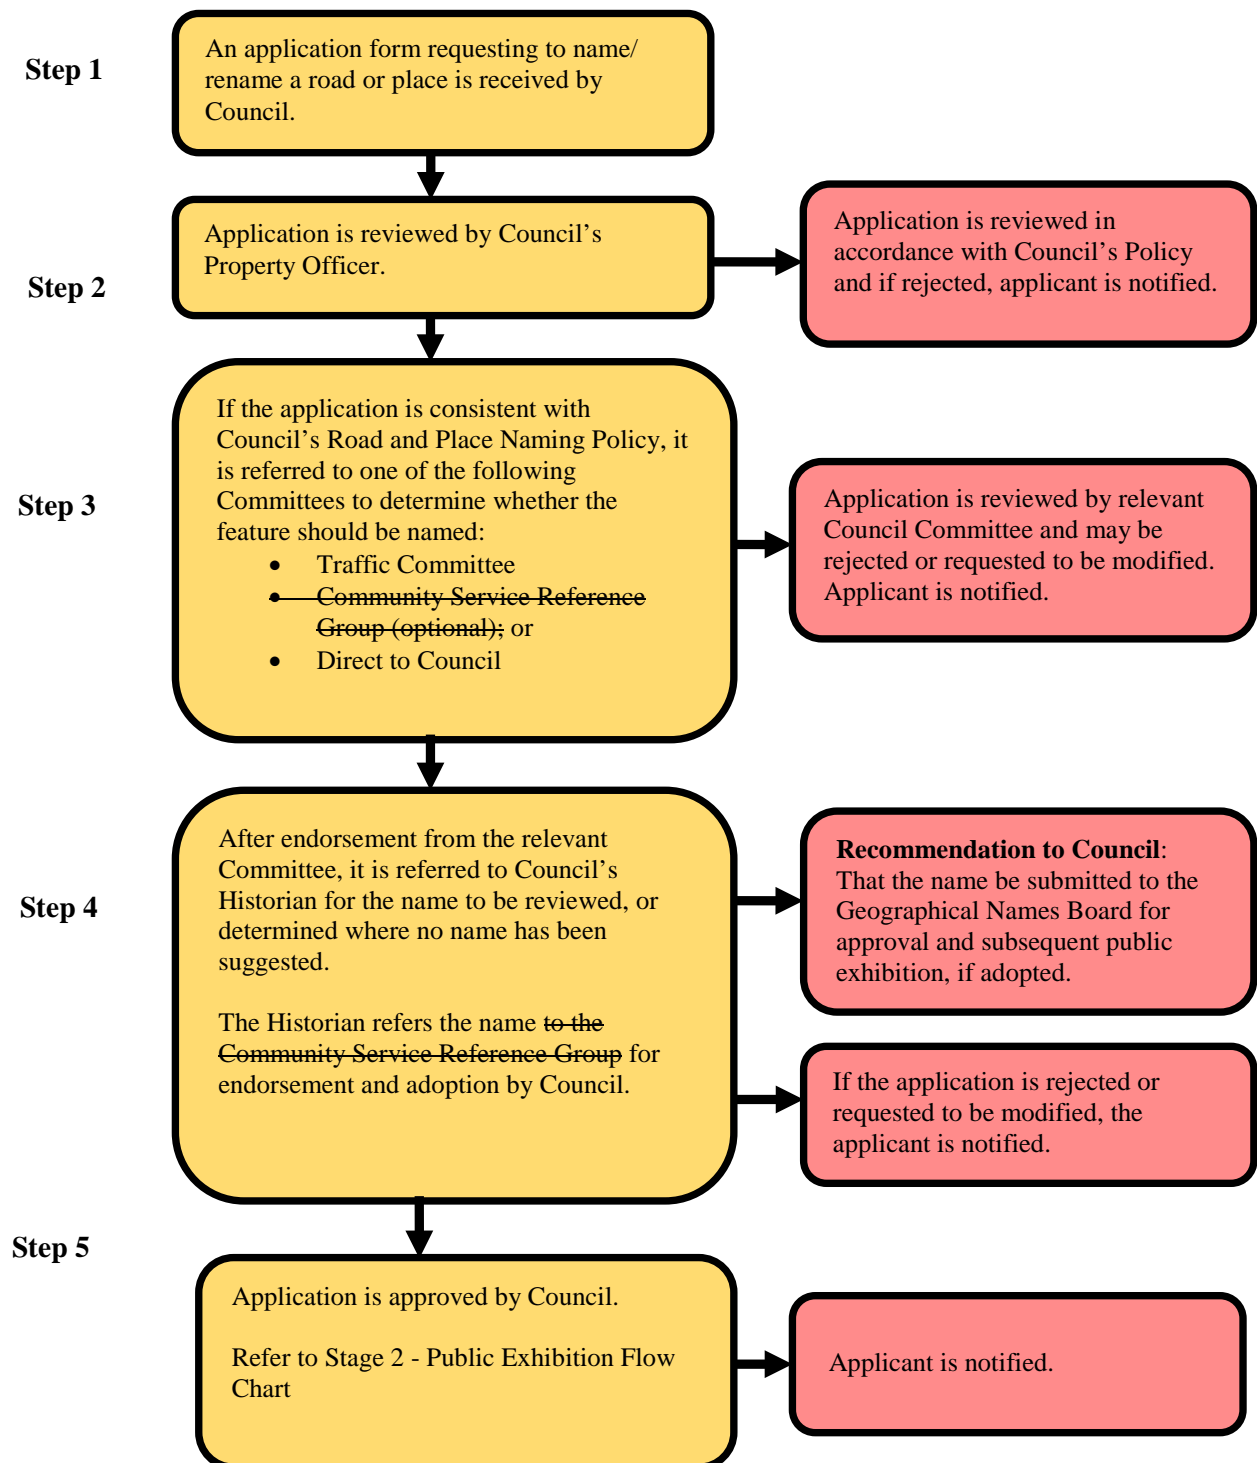 Step 1
An application form requesting to name/
rename a road or place is received by
Council.
Step 2
Application is reviewed by Council’s
Property Officer.
Application is reviewed in
accordance with Council’s Policy
and if rejected, applicant is notified.
Step 3
If the application is consistent with
Council’s Road and Place Naming Policy, it
is referred to one of the following
Committees to determine whether the
feature should be named:
• Traffic Committee
• Community Service Reference
Group (optional); or
• Direct to Council
Application is reviewed by relevant
Council Committee and may be
rejected or requested to be modified.
Applicant is notified.
Step 4
After endorsement from the relevant
Committee, it is referred to Council’s
Historian for the name to be reviewed, or
determined where no name has been
suggested.
The Historian refers the name to the
Community Service Reference Group for
endorsement and adoption by Council.
Recommendation to Council:
That the name be submitted to the
Geographical Names Board for
approval and subsequent public
exhibition, if adopted.
If the application is rejected or
requested to be modified, the
applicant is notified.
Step 5
Application is approved by Council.
Refer to Stage 2 - Public Exhibition Flow
Chart
Applicant is notified.